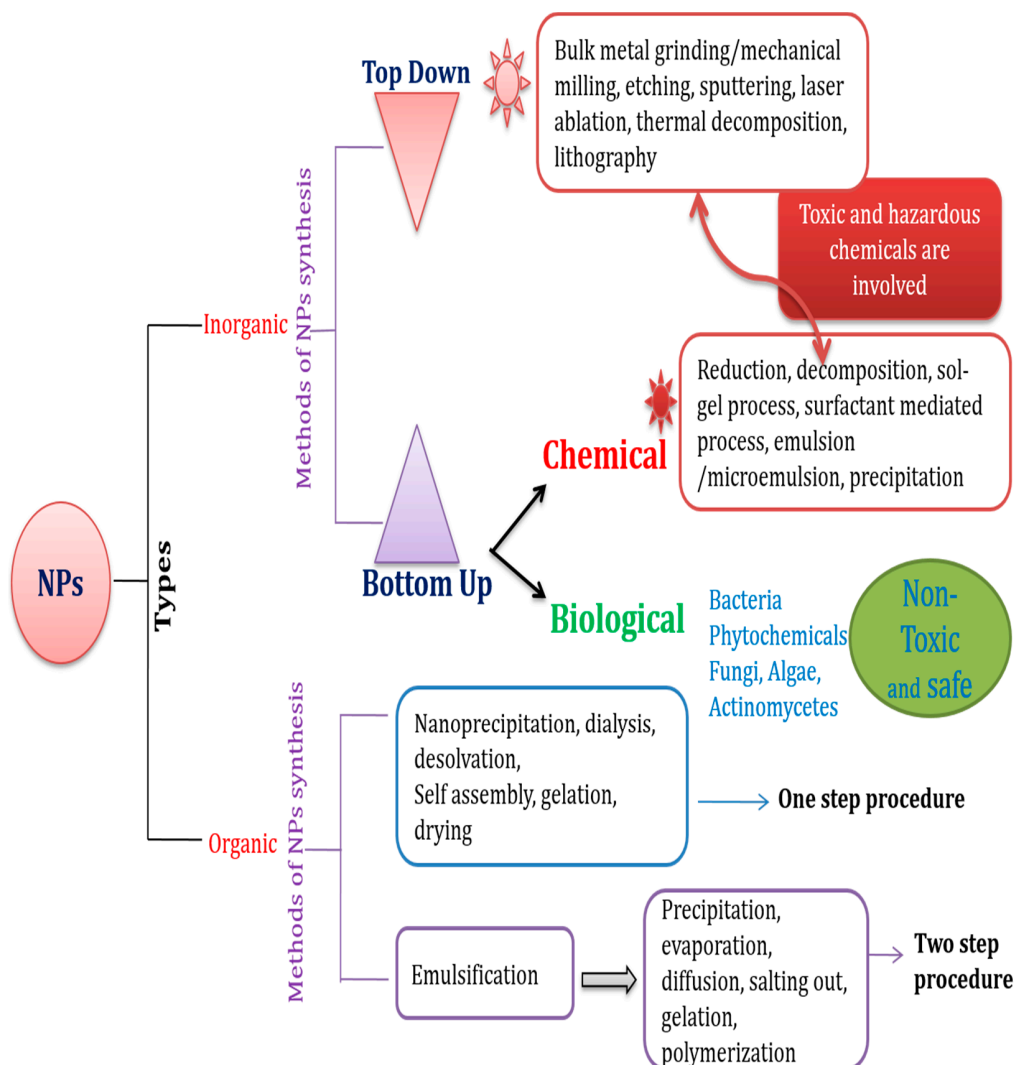 Top Down
Bulk metal grinding/mechanical
milling, etching, sputtering, laser
ablation, thermal decomposition,
lithography
Toxic and hazardous
chemicals are
involved
Methods of NPs synthesis
Inorganic
Reduction, decomposition, sol-
gel process, surfactant mediated
process, emulsion
/microemulsion, precipitation
Chemical
NPs
Types
Bottom Up
Biological
Bacteria
Phytochemicals
Fungi, Algae,
Actinomycetes
Non-
Toxic
and safe
Methods of NPs synthesis
Organic
Nanoprecipitation, dialysis,
desolvation,
Self assembly, gelation,
drying
One step procedure
Emulsification
Precipitation,
evaporation,
diffusion, salting out,
gelation,
polymerization
Two step
procedure